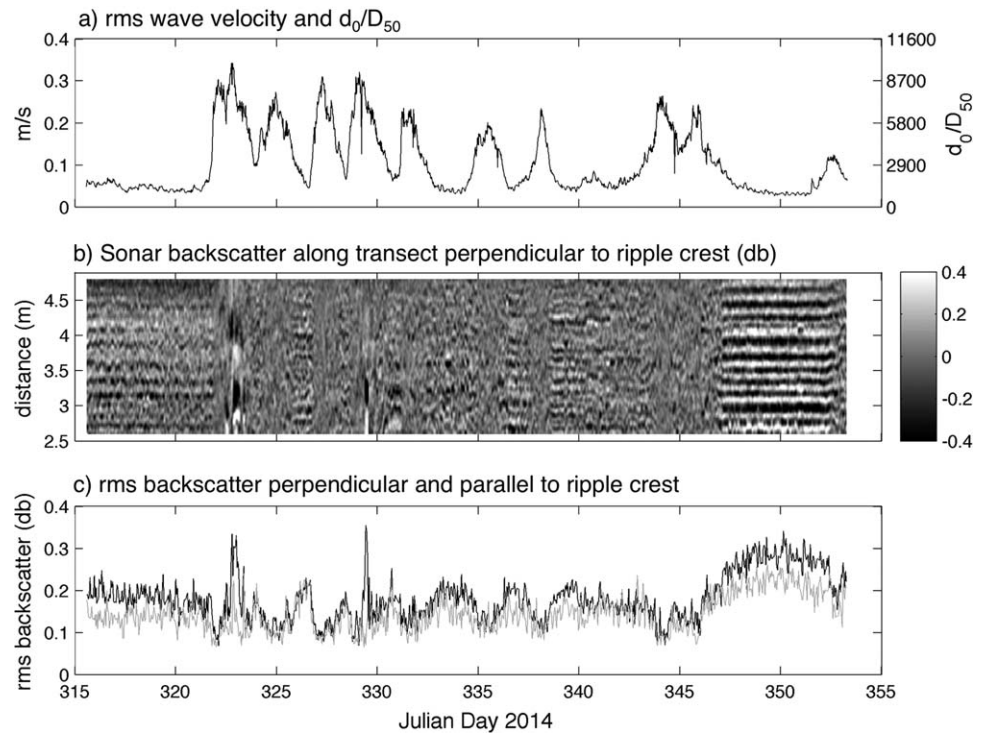 a) rms wave velocity and d0/D50
0.4
0.3
0.2
0.1
0
m/s
11600
8700
5800
2900
0
d0/D50
b) Sonar backscatter along transect perpendicular to ripple crest (db)
4.5
4
3.5
3
2.5
distance (m)
0.4
0.2
0
-0.2
-0.4
c) rms backscatter perpendicular and parallel to ripple crest
0.4
0.3
0.2
0.1
0
rms backscatter (db)
315 320 325 330 335 340 345 350 355
Julian Day 2014